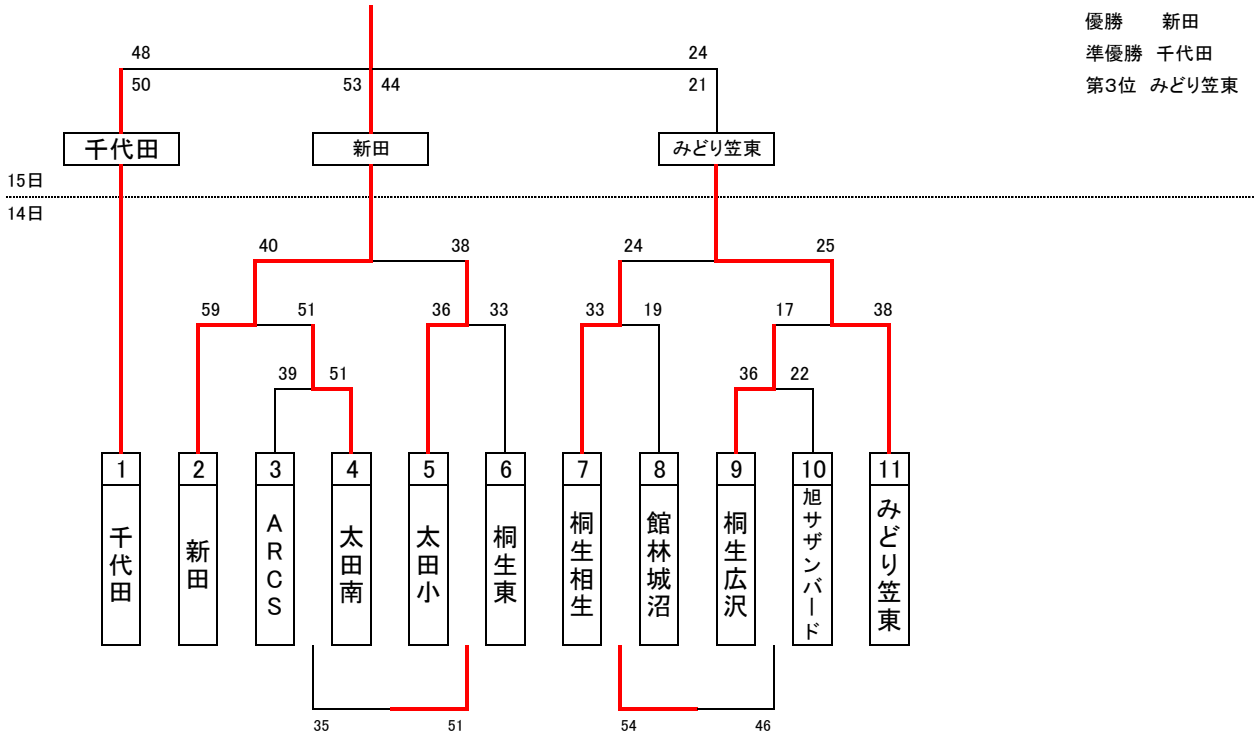 優勝 新田
準優勝 千代田
第3位 みどり笠東
48 24
50 53 44 21
千代田 新田 みどり笠東
15日
14日
40 38 24 25
59 51 36 33 33 19 17 38
39 51 36 22
1 2 3 4 5 6 7 8 9 10 11
千代田
新田
ARCS
太田南
太田小
桐生東
桐生相生
館林城沼
桐生広沢
旭サザンバード
みどり笠東
35 51 54 46